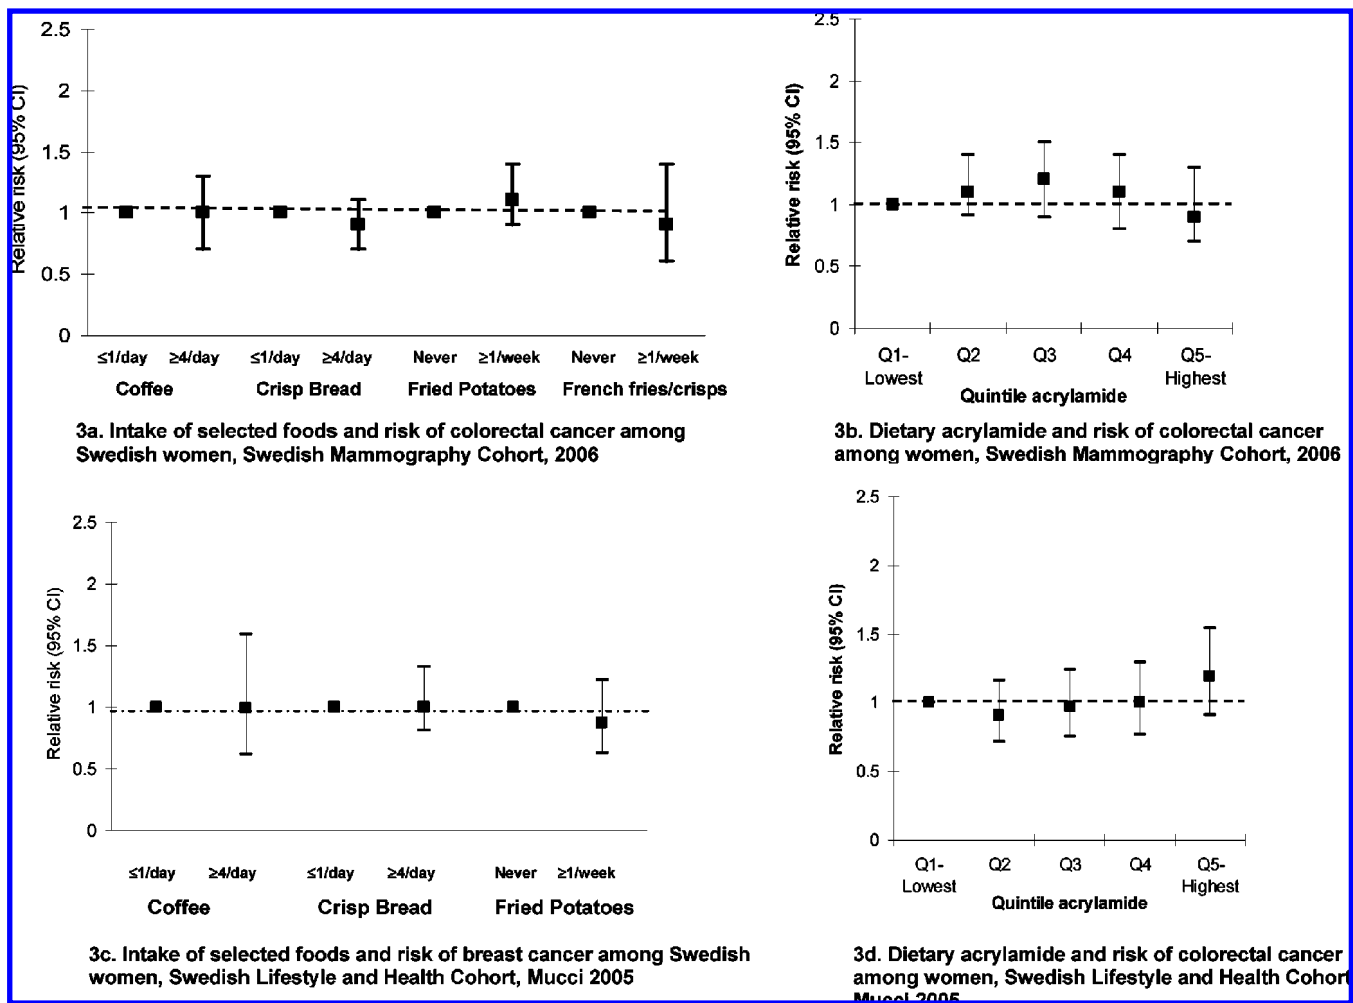 2.5
2
1.5
1
0.5
0
Relative risk (95% CI)
≤1/day ≥4/day ≤1/day ≥4/day Never ≥1/week Never ≥1/week
Coffee Crisp Bread Fried Potatoes French fries/crisps
3a. Intake of selected foods and risk of colorectal cancer among
Swedish women, Swedish Mammography Cohort, 2006
2.5
2
1.5
1
0.5
0
Relative risk (95% CI)
Q1- Q2 Q3 Q4 Q5-
Lowest Highest
Quintile acrylamide
3b. Dietary acrylamide and risk of colorectal cancer
among women, Swedish Mammography Cohort, 2006
2.5
2
1.5
1
0.5
0
Relative risk (95% CI)
≤1/day ≥4/day ≤1/day ≥4/day Never ≥1/week
Coffee Crisp Bread Fried Potatoes
3c. Intake of selected foods and risk of breast cancer among Swedish
women, Swedish Lifestyle and Health Cohort, Mucci 2005
2.5
2
1.5
1
0.5
0
Relative risk (95% CI)
Q1- Q2 Q3 Q4 Q5-
Lowest Highest
Quintile acrylamide
3d. Dietary acrylamide and risk of colorectal cancer
among women, Swedish Lifestyle and Health Cohort
Mucci 2005